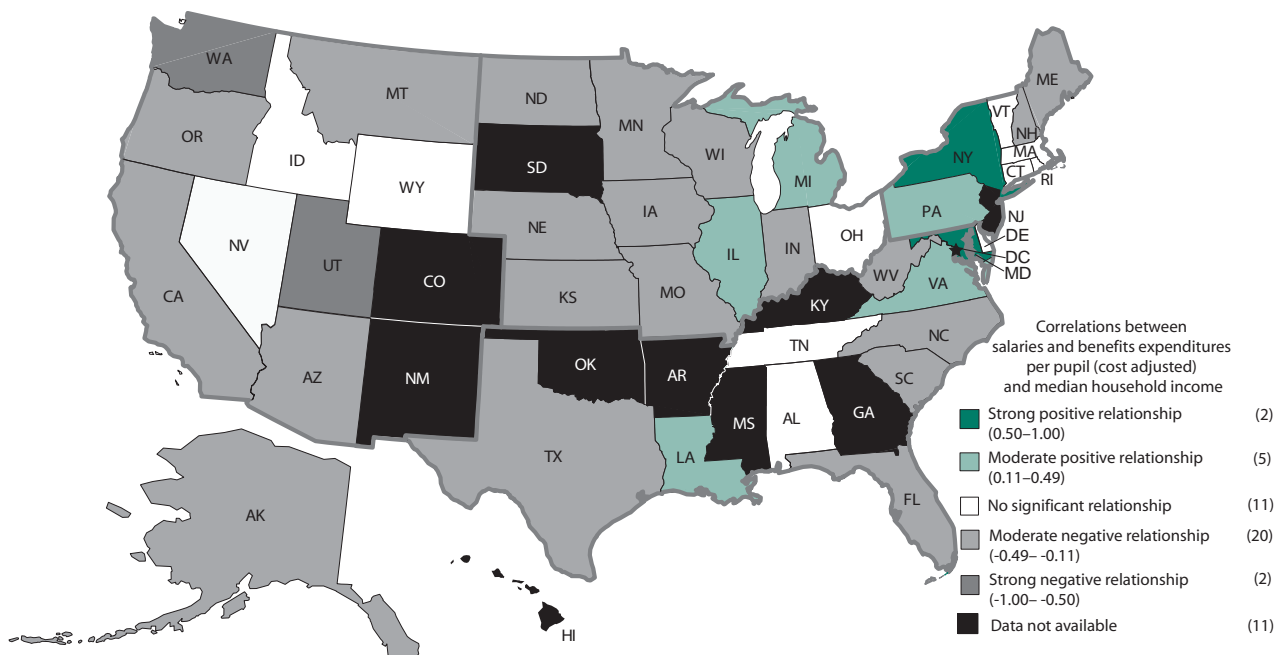 WA
MT
ND
MN
ME
VT
NH
OR
ID
SD
WI
MI
NY
MA
CT
RI
WY
NE
IA
PA
NJ
NV
UT
CO
IL
IN
OH
DE
DC
MD
CA
KS
MO
WV
VA
KY
AZ
NM
OK
AR
TN
NC
SC
MS
AL
GA
TX
LA
FL
AK
HI
Correlations between
salaries and benefits expenditures
per pupil (cost adjusted)
and median household income
Strong positive relationship (2)
(0.50–1.00)
Moderate positive relationship (5)
(0.11–0.49)
No significant relationship (11)
Moderate negative relationship (20)
(-0.49– -0.11)
Strong negative relationship (2)
(-1.00– -0.50)
Data not available (11)